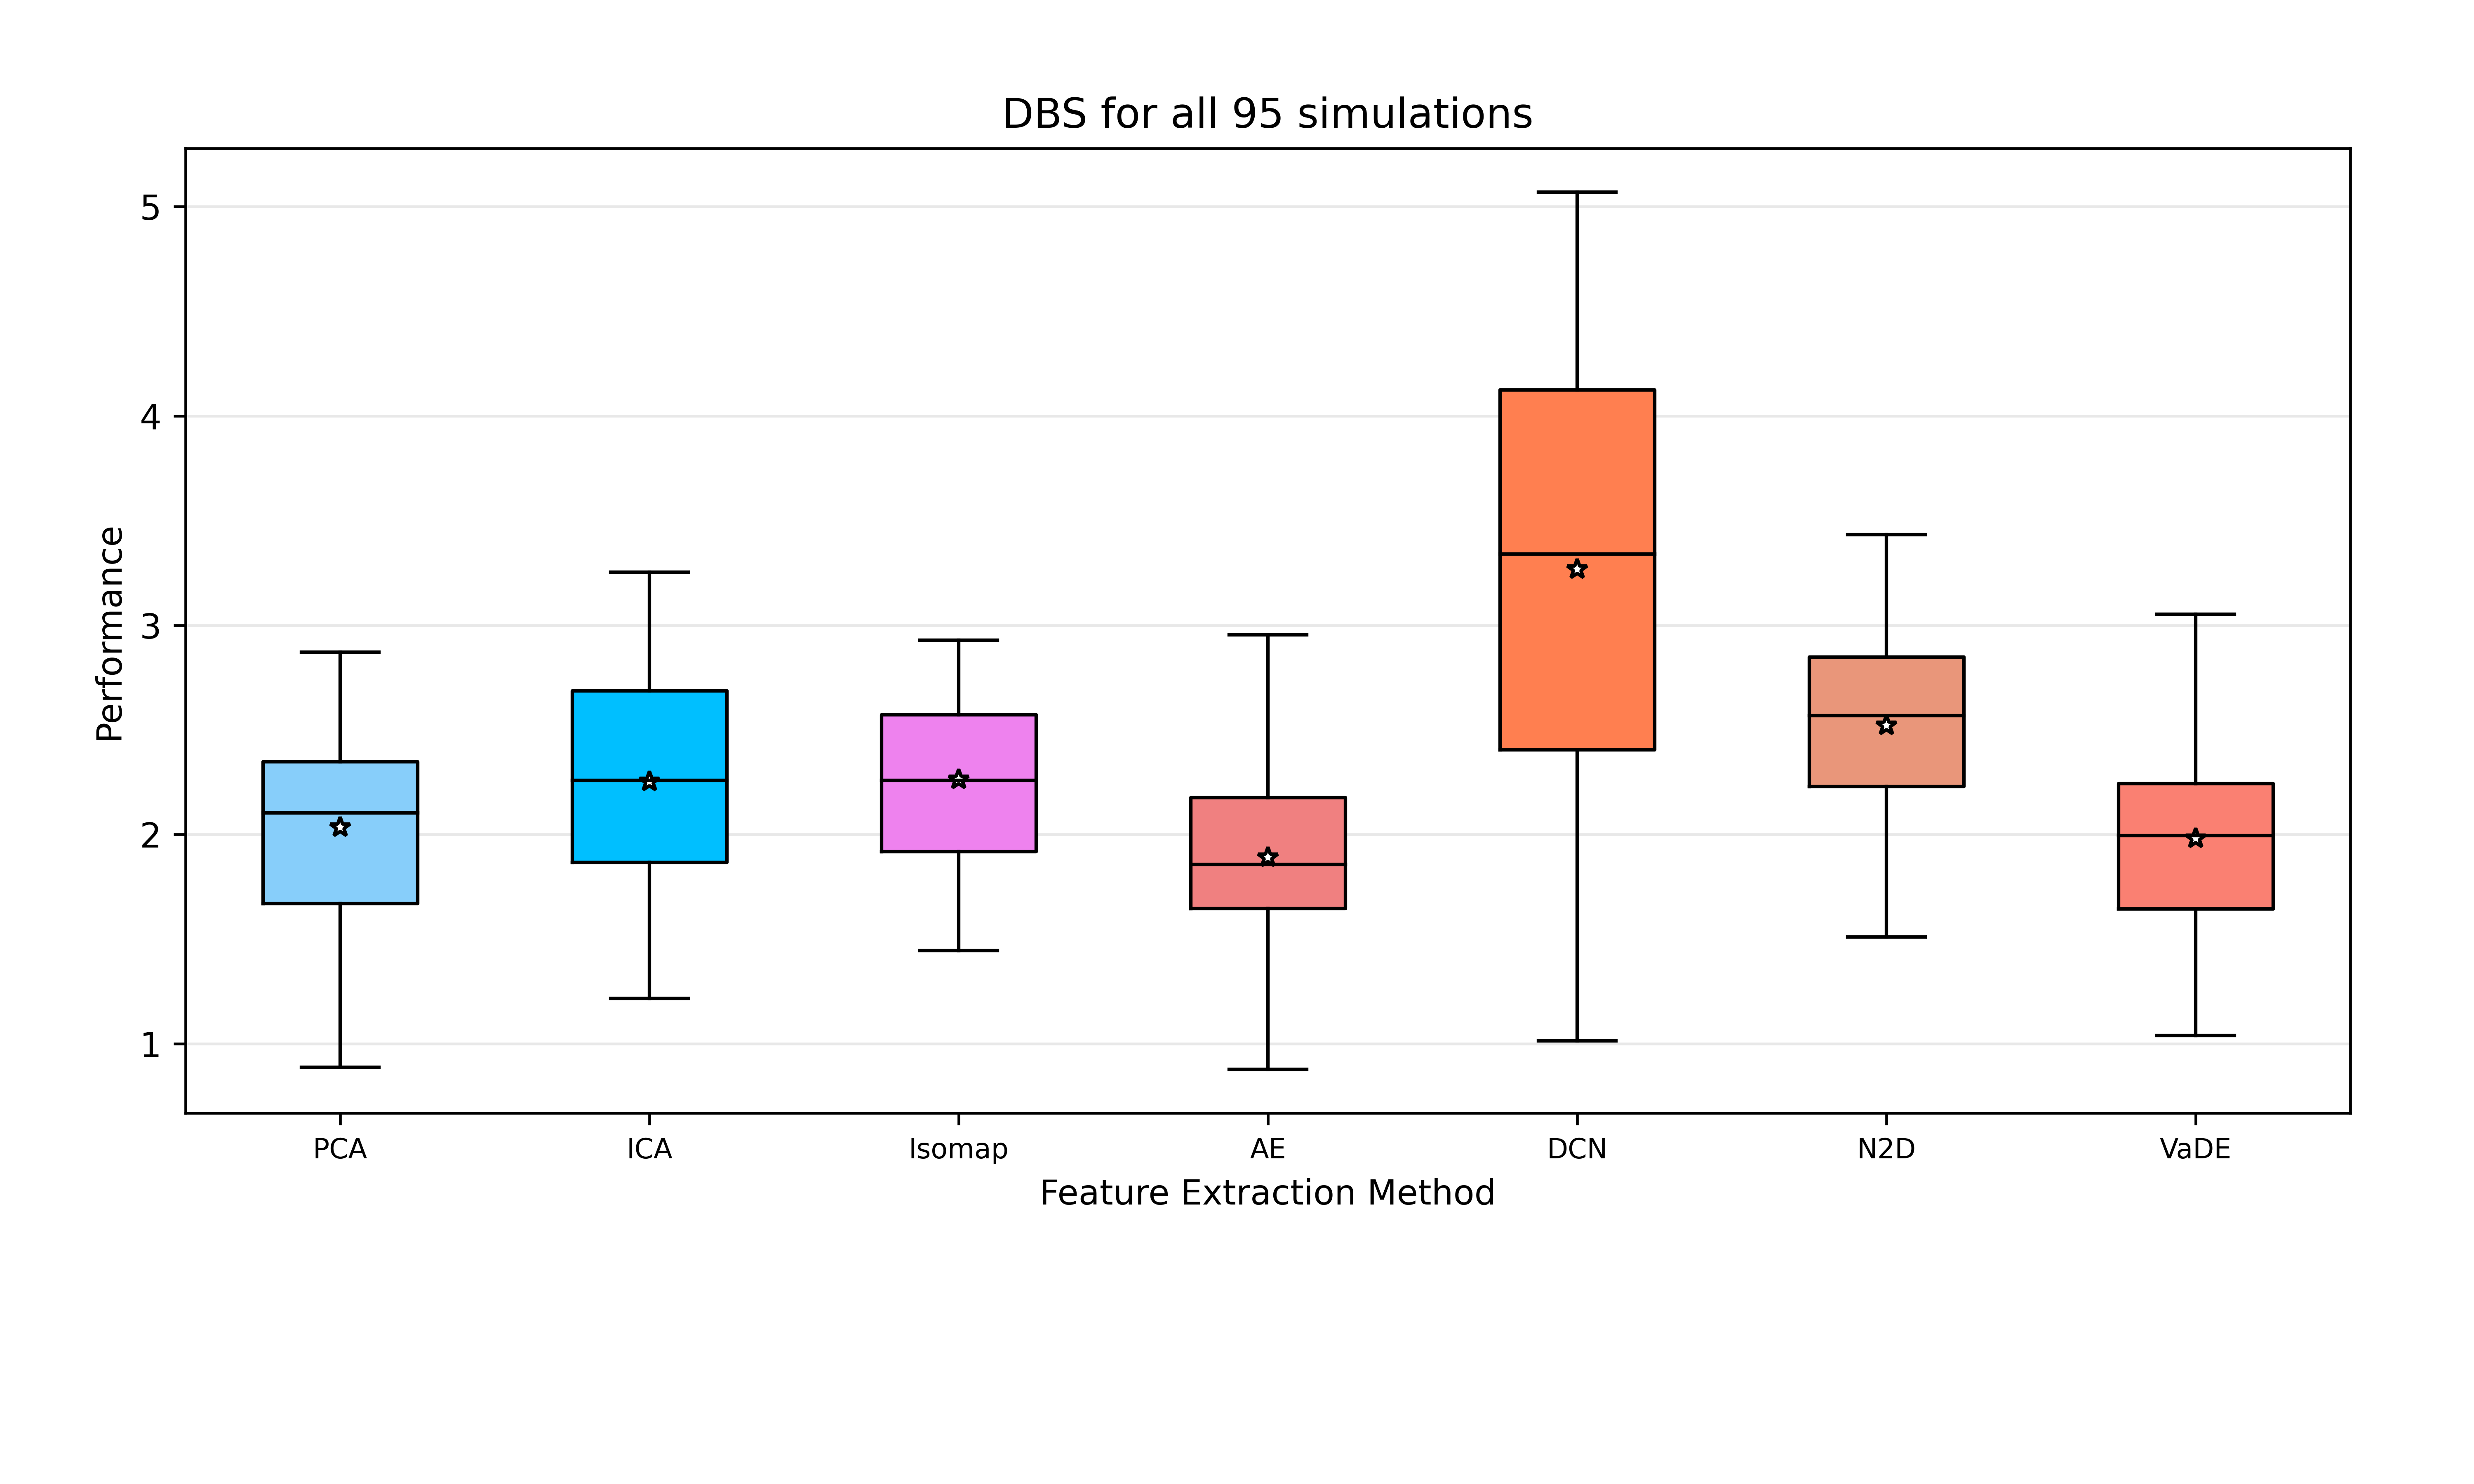 DBS for all 95 simulations
5
4
3
2
1
Performance
PCA ICA Isomap AE DCN N2D VaDE
Feature Extraction Method